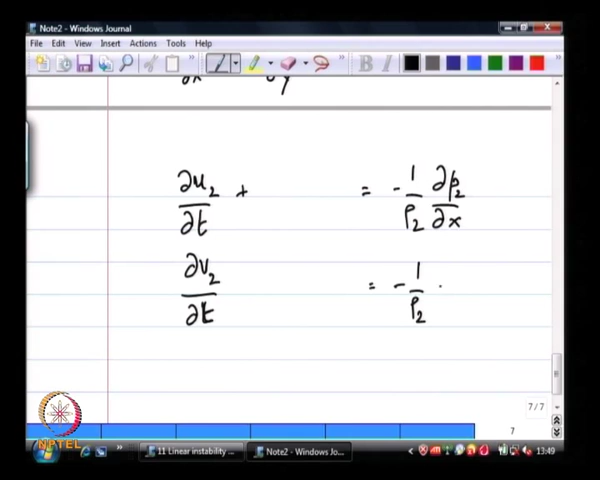 Note2 - Windows Journal
File Edit View Insert Actions Tools Help
B I
∂x ∂y
∂u₂/∂t + = - 1/ρ₂ ∂p₂/∂x
∂v₂/∂t = - 1/ρ₂ ·
7/7
7
NPTEL
11 Linear instability ...
Note2 - Windows Jo...
13:49